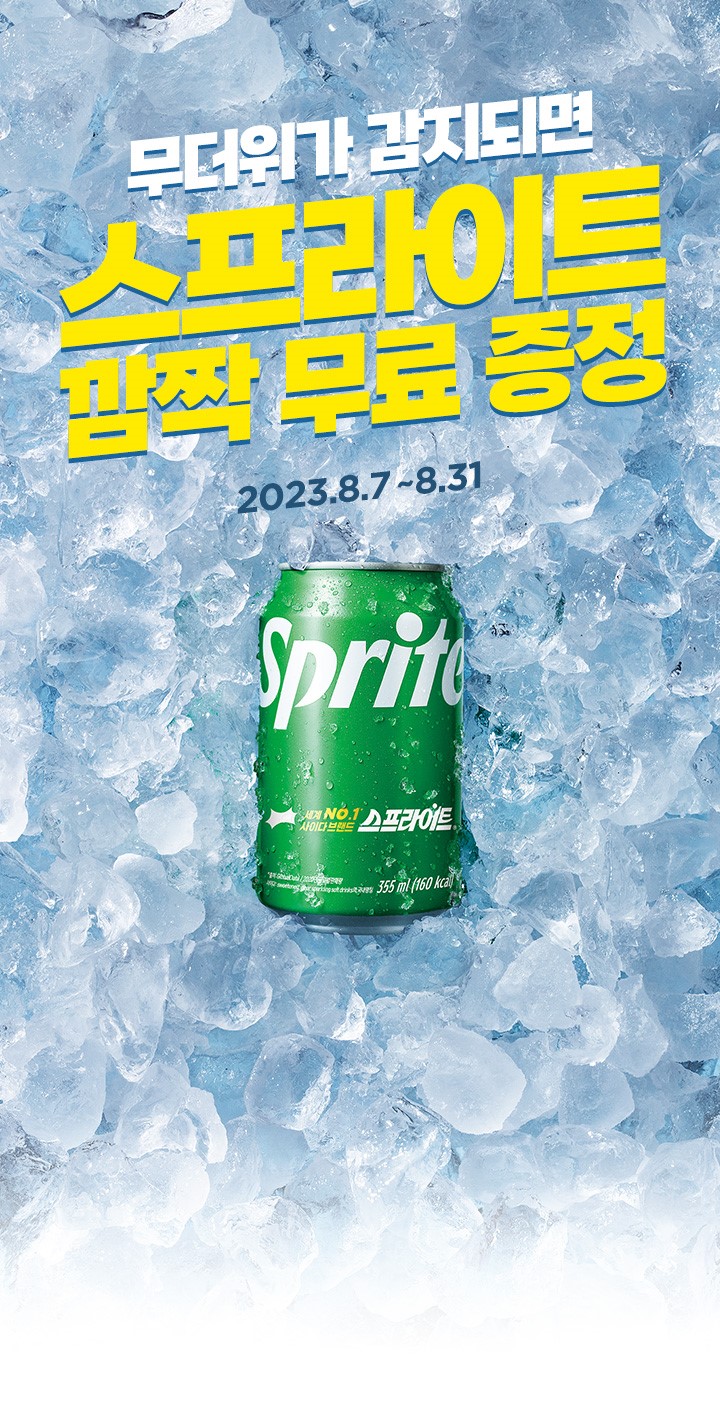 무더위가 감지되면
스프라이트
깜짝 무료 증정
2023.8.7 ~8.31
Sprite
세계 NO.1
사이다 브랜드 스프라이트
355 ml (160 kcal)